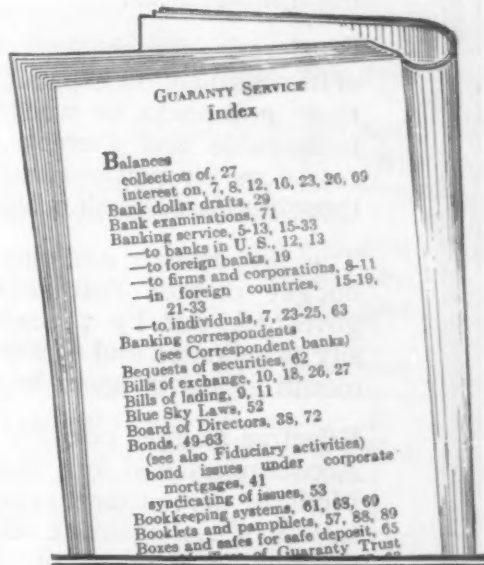 GUARANTY SERVICE
Index
Balances
collection of, 27
interest on, 7, 8, 12, 16, 23, 26, 69
Bank dollar drafts, 29
Bank examinations, 71
Banking service, 5-13, 15-33
—to banks in U. S., 12, 13
—to foreign banks, 19
—to firms and corporations, 8-11
—in foreign countries, 15-19,
21-33
—to individuals, 7, 23-25, 63
Banking correspondents
(see Correspondent banks)
Bequests of securities, 62
Bills of exchange, 10, 18, 26, 27
Bills of lading, 9, 11
Blue Sky Laws, 52
Board of Directors, 38, 72
Bonds, 49-63
(see also Fiduciary activities)
bond issues under corporate
mortgages, 41
syndicating of issues, 53
Bookkeeping systems, 61, 68, 69
Booklets and pamphlets, 57, 88, 89
Boxes and safes for safe deposit, 65
of Guaranty Trust